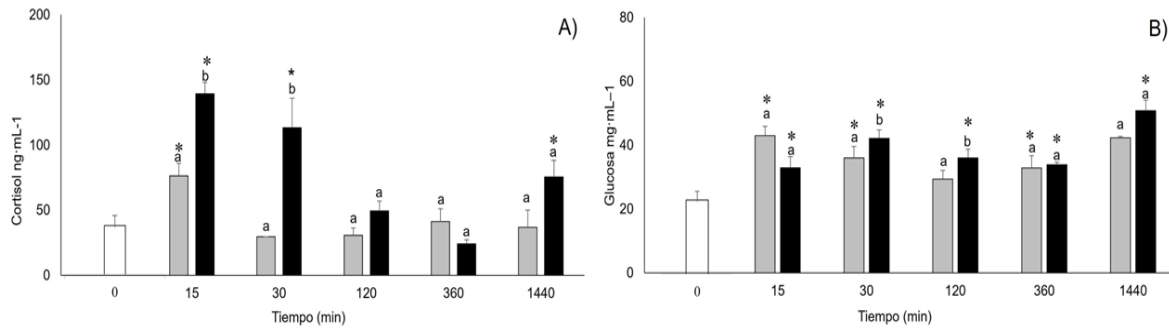 A)
200
150
100
50
0
Cortisol ng·mL-1
* b
* a
* b
a
a
a
a
a
a
* a
0 15 30 120 360 1440
Tiempo (min)
B)
80
60
40
20
0
Glucosa mg·mL–1
* a
* a
* a
* b
a
* b
* a
* a
a
* a
0 15 30 120 360 1440
Tiempo (min)